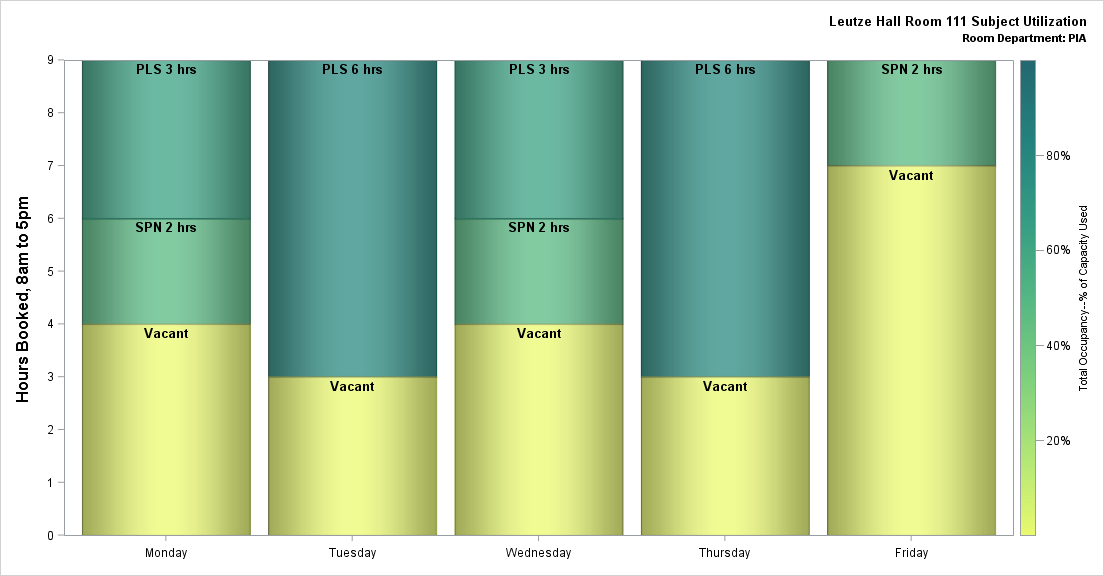 Leutze Hall Room 111 Subject Utilization
Room Department: PIA
Hours Booked, 8am to 5pm
9
8
7
6
5
4
3
2
1
0
PLS 3 hrs
SPN 2 hrs
Vacant
PLS 6 hrs
Vacant
PLS 3 hrs
SPN 2 hrs
Vacant
PLS 6 hrs
Vacant
SPN 2 hrs
Vacant
Monday
Tuesday
Wednesday
Thursday
Friday
80%
60%
40%
20%
Total Occupancy--% of Capacity Used